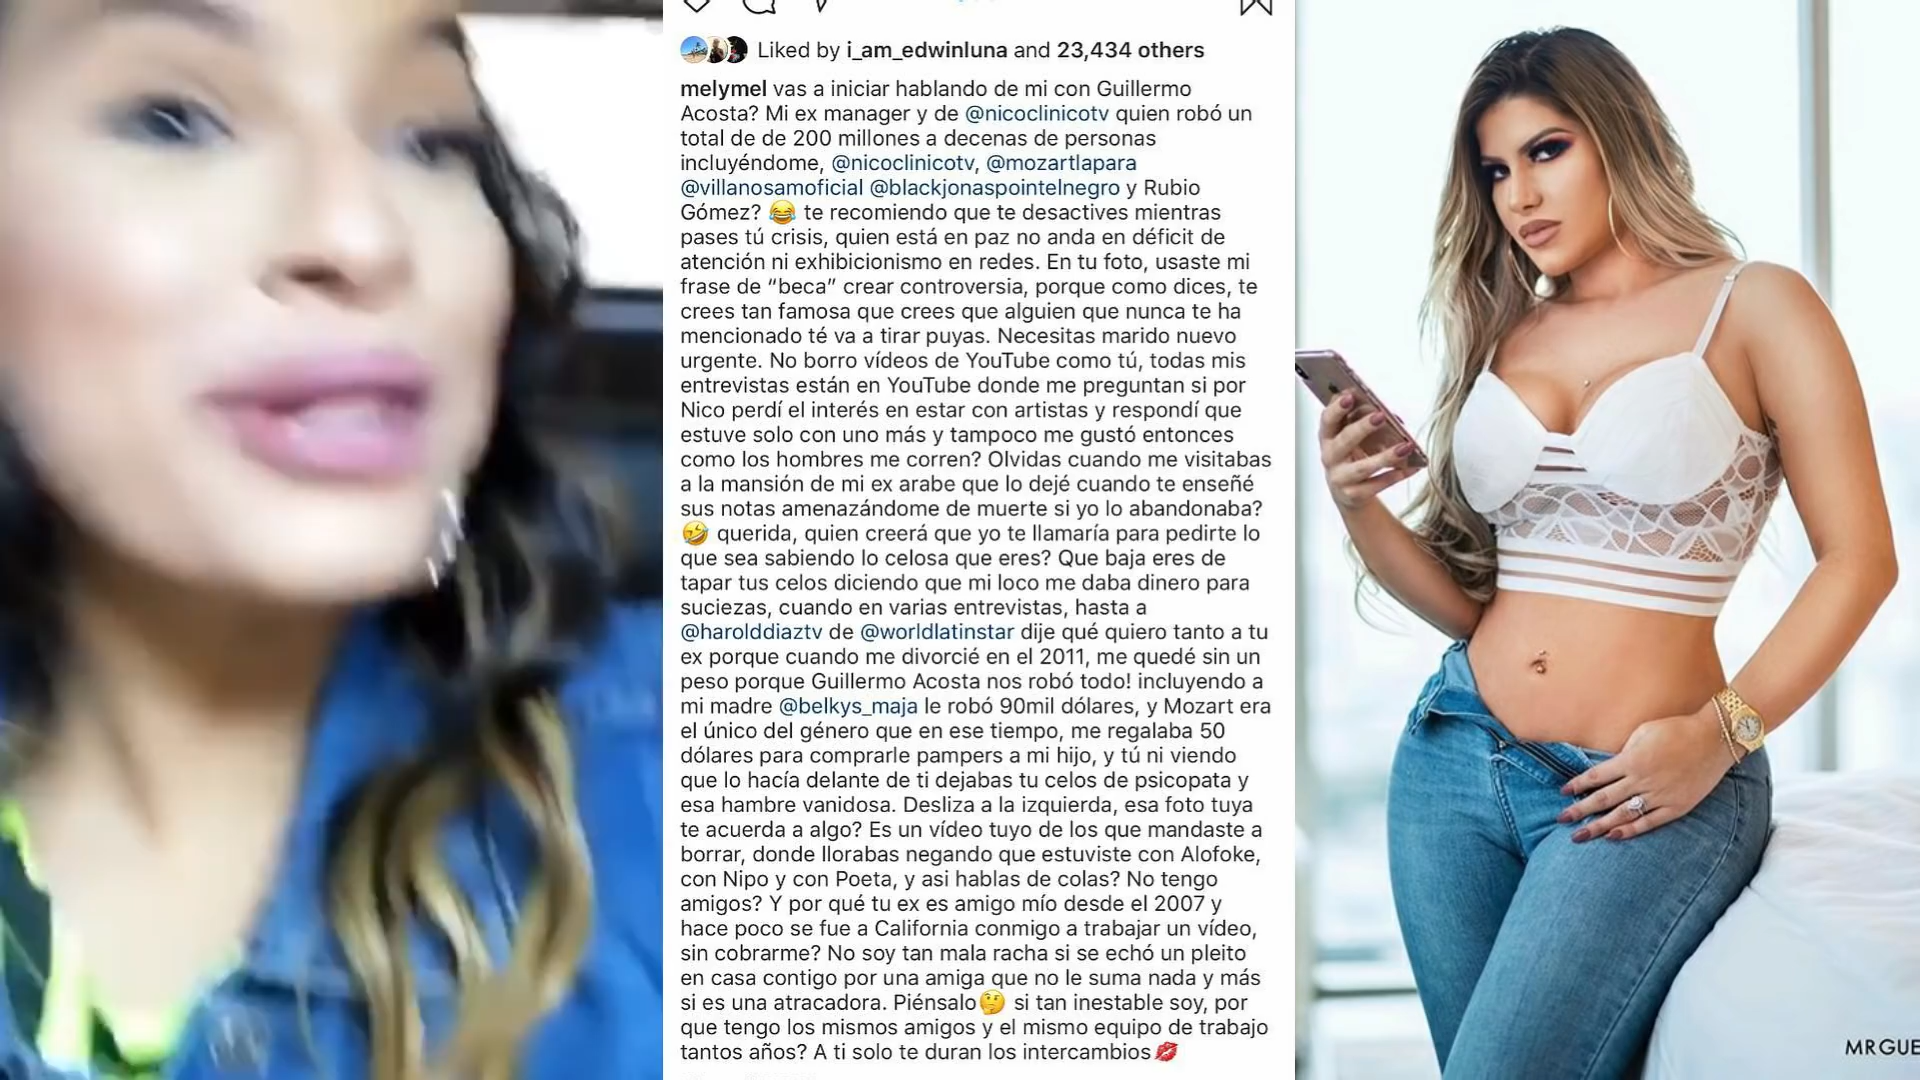 Liked by i_am_edwinluna and 23,434 others
melymel vas a iniciar hablando de mi con Guillermo
Acosta? Mi ex manager y de @nicoclinicotv quien robó un
total de de 200 millones a decenas de personas
incluyéndome, @nicoclinicotv, @mozartlapara
@villanosamoficial @blackjonaspointelnegro y Rubio
Gómez? 😂 te recomiendo que te desactives mientras
pases tú crisis, quien está en paz no anda en déficit de
atención ni exhibicionismo en redes. En tu foto, usaste mi
frase de “beca” crear controversia, porque como dices, te
crees tan famosa que crees que alguien que nunca te ha
mencionado té va a tirar puyas. Necesitas marido nuevo
urgente. No borro vídeos de YouTube como tú, todas mis
entrevistas están en YouTube donde me preguntan si por
Nico perdí el interés en estar con artistas y respondí que
estuve solo con uno más y tampoco me gustó entonces
como los hombres me corren? Olvidas cuando me visitabas
a la mansión de mi ex arabe que lo dejé cuando te enseñé
sus notas amenazándome de muerte si yo lo abandonaba?
🤣 querida, quien creerá que yo te llamaría para pedirte lo
que sea sabiendo lo celosa que eres? Que baja eres de
tapar tus celos diciendo que mi loco me daba dinero para
suciezas, cuando en varias entrevistas, hasta a
@harolddiaztv de @worldlatinstar dije qué quiero tanto a tu
ex porque cuando me divorcié en el 2011, me quedé sin un
peso porque Guillermo Acosta nos robó todo! incluyendo a
mi madre @belkys_maja le robó 90mil dólares, y Mozart era
el único del género que en ese tiempo, me regalaba 50
dólares para comprarle pampers a mi hijo, y tú ni viendo
que lo hacía delante de ti dejabas tu celos de psicopata y
esa hambre vanidosa. Desliza a la izquierda, esa foto tuya
te acuerda a algo? Es un vídeo tuyo de los que mandaste a
borrar, donde llorabas negando que estuviste con Alofoke,
con Nipo y con Poeta, y asi hablas de colas? No tengo
amigos? Y por qué tu ex es amigo mío desde el 2007 y
hace poco se fue a California conmigo a trabajar un vídeo,
sin cobrarme? No soy tan mala racha si se echó un pleito
en casa contigo por una amiga que no le suma nada y más
si es una atracadora. Piénsalo🤔 si tan inestable soy, por
que tengo los mismos amigos y el mismo equipo de trabajo
tantos años? A ti solo te duran los intercambios💋
MRGUE